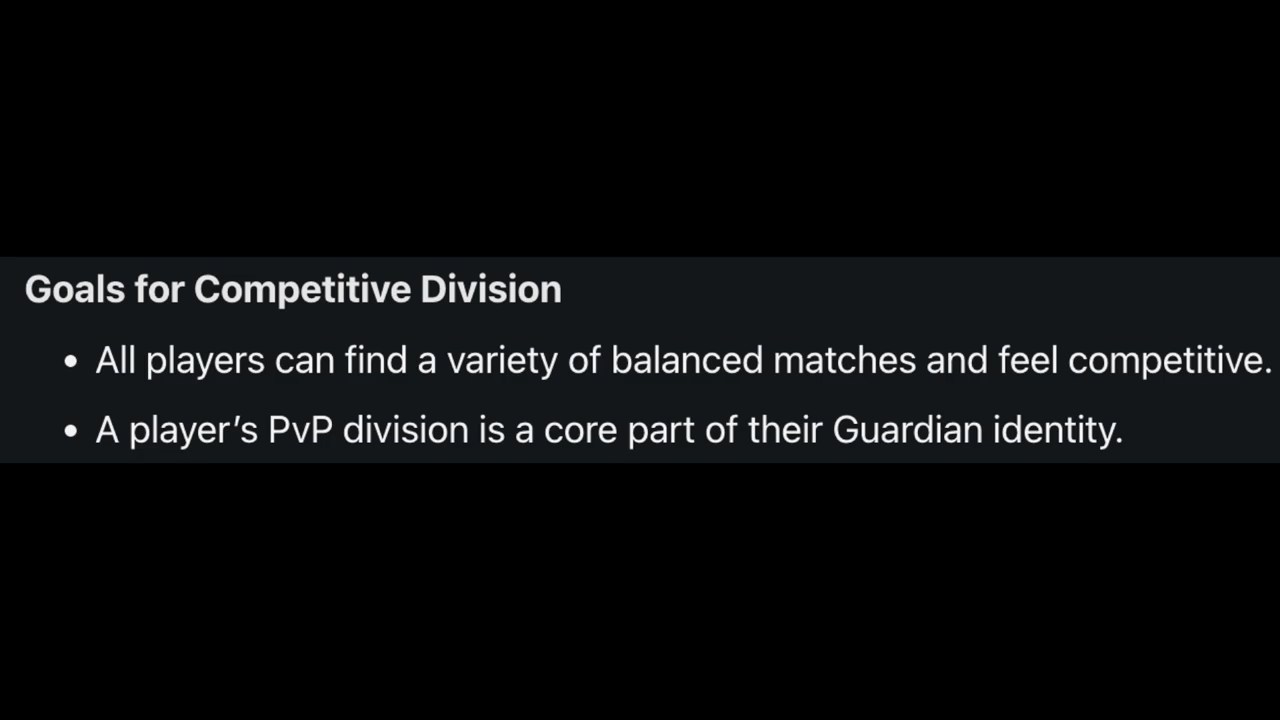 Goals for Competitive Division
• All players can find a variety of balanced matches and feel competitive.
• A player’s PvP division is a core part of their Guardian identity.